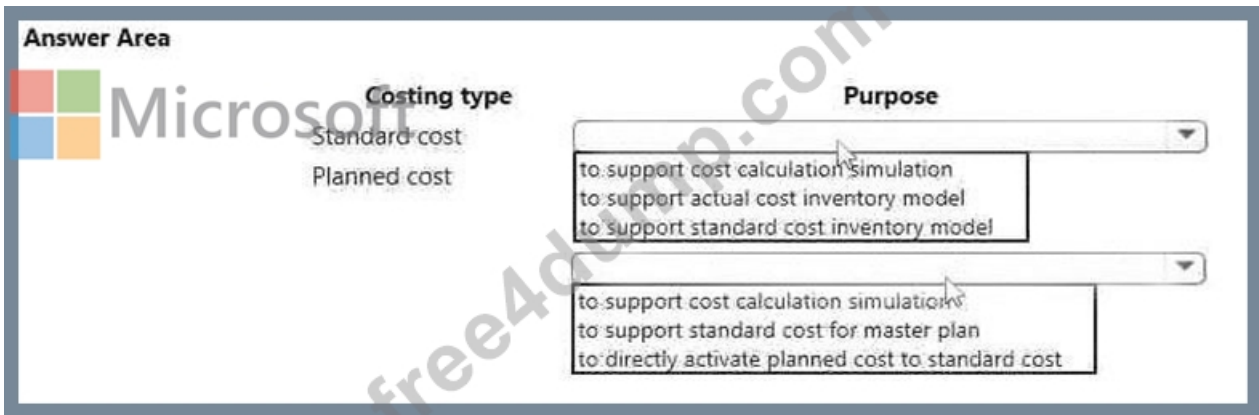 Answer Area
Microsoft
Costing type Purpose
Standard cost
Planned cost
to support cost calculation simulation
to support actual cost inventory model
to support standard cost inventory model
to support cost calculation simulation
to support standard cost for master plan
to directly activate planned cost to standard cost
free4dump.com